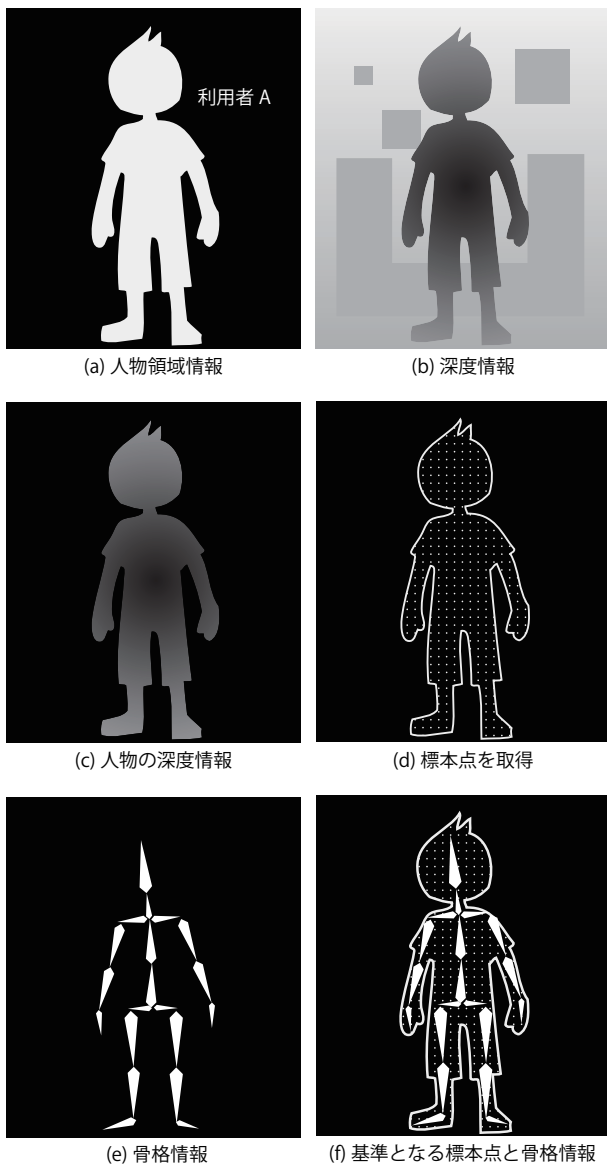 利用者 A
(a) 人物領域情報
(b) 深度情報
(c) 人物の深度情報
(d) 標本点を取得
(e) 骨格情報
(f) 基準となる標本点と骨格情報